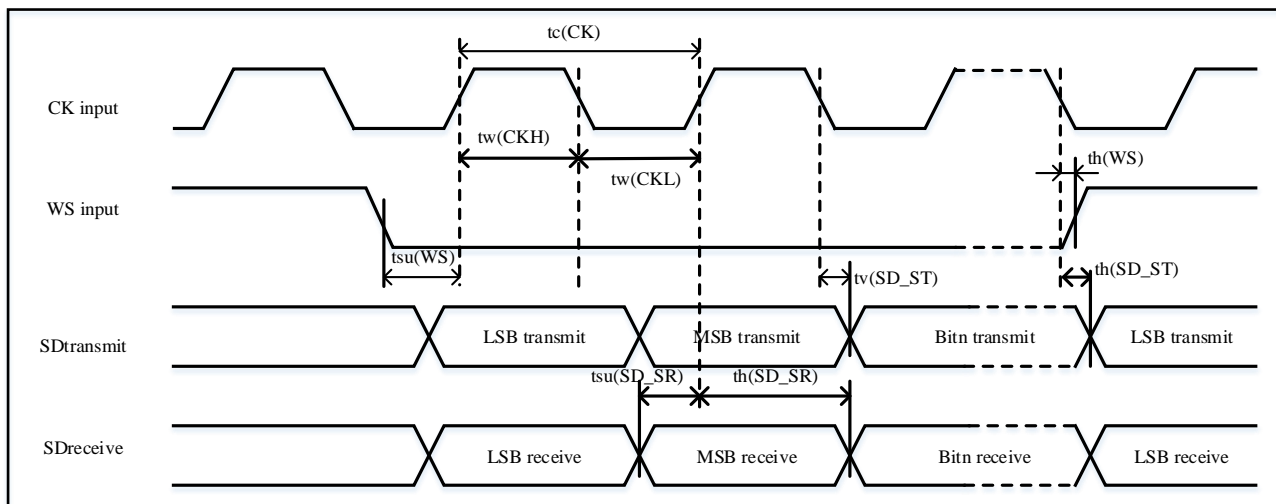 tc(CK)
CK input
tw(CKH)
tw(CKL)
th(WS)
WS input
tsu(WS)
tv(SD_ST)
th(SD_ST)
SDtransmit
LSB transmit
MSB transmit
Bitn transmit
LSB transmit
tsu(SD_SR)
th(SD_SR)
SDreceive
LSB receive
MSB receive
Bitn receive
LSB receive